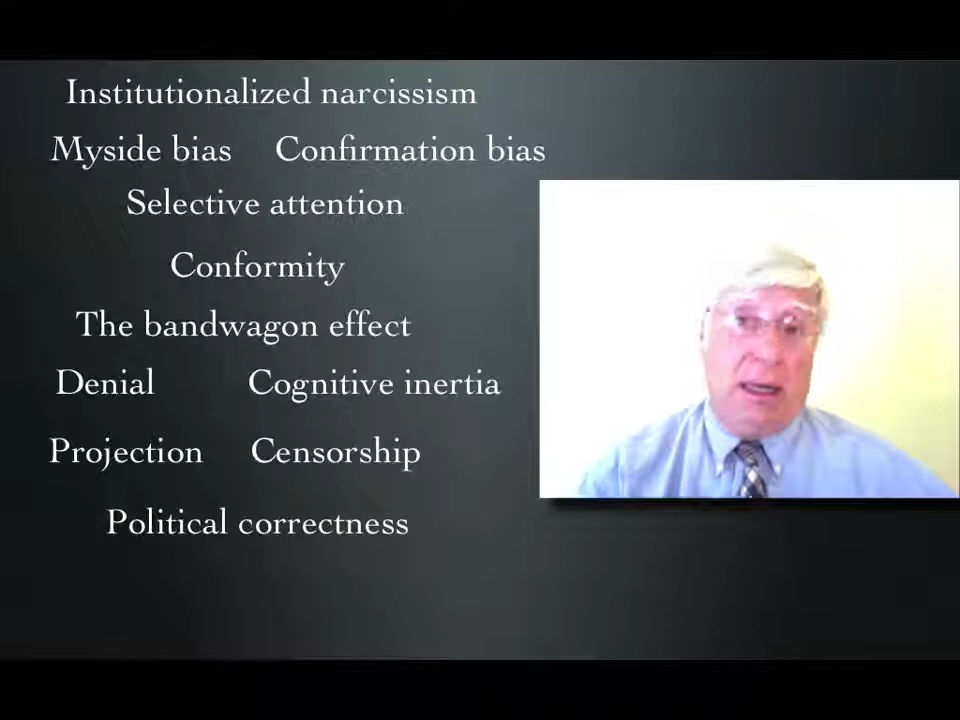 Institutionalized narcissism
Myside bias Confirmation bias
Selective attention
Conformity
The bandwagon effect
Denial Cognitive inertia
Projection Censorship
Political correctness